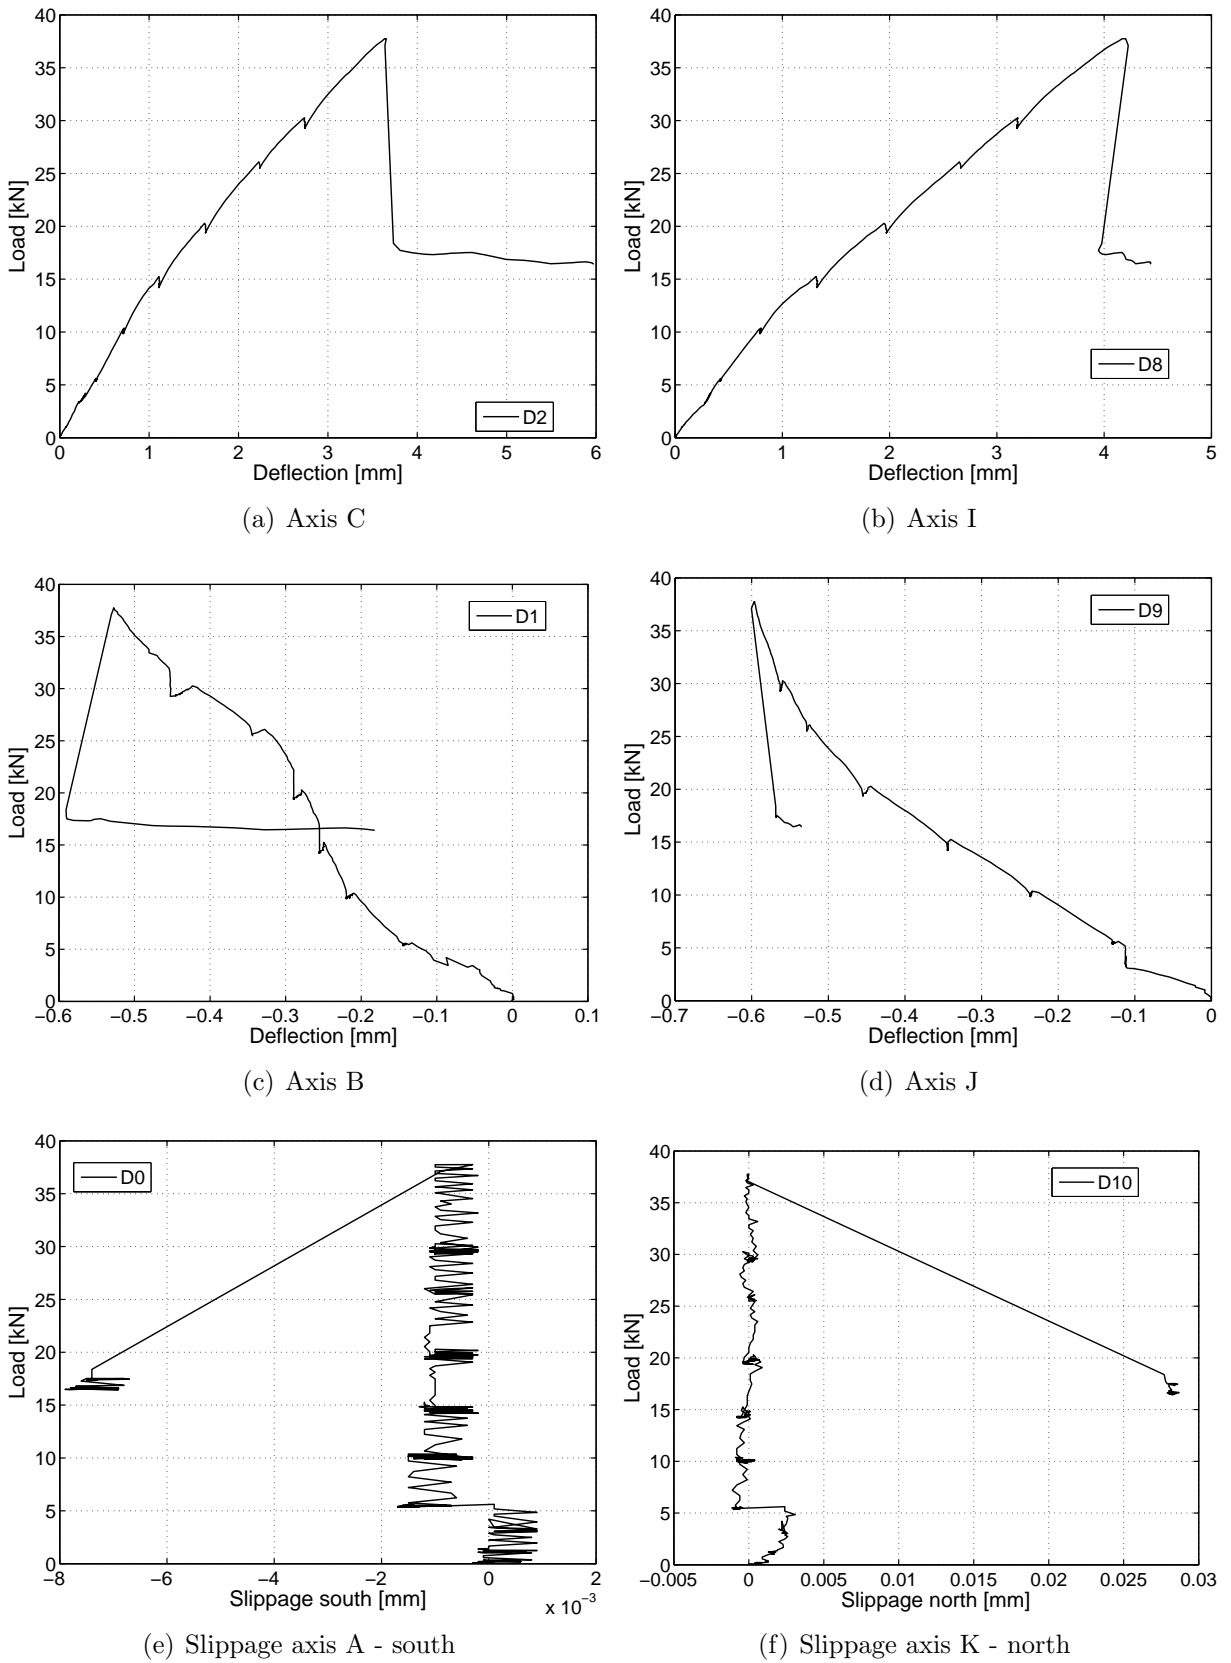 40
35
30
25
20
15
10
5
0
Load [kN]
D2
0 1 2 3 4 5 6
Deflection [mm]
(a) Axis C
40
35
30
25
20
15
10
5
0
Load [kN]
D8
0 1 2 3 4 5
Deflection [mm]
(b) Axis I
40
35
30
25
20
15
10
5
0
Load [kN]
D1
−0.6 −0.5 −0.4 −0.3 −0.2 −0.1 0 0.1
Deflection [mm]
(c) Axis B
40
35
30
25
20
15
10
5
0
Load [kN]
D9
−0.7 −0.6 −0.5 −0.4 −0.3 −0.2 −0.1 0
Deflection [mm]
(d) Axis J
40
35
30
25
20
15
10
5
0
Load [kN]
D0
−8 −6 −4 −2 0 2
Slippage south [mm]
x 10⁻³
(e) Slippage axis A - south
40
35
30
25
20
15
10
5
0
Load [kN]
D10
−0.005 0 0.005 0.01 0.015 0.02 0.025 0.03
Slippage north [mm]
(f) Slippage axis K - north